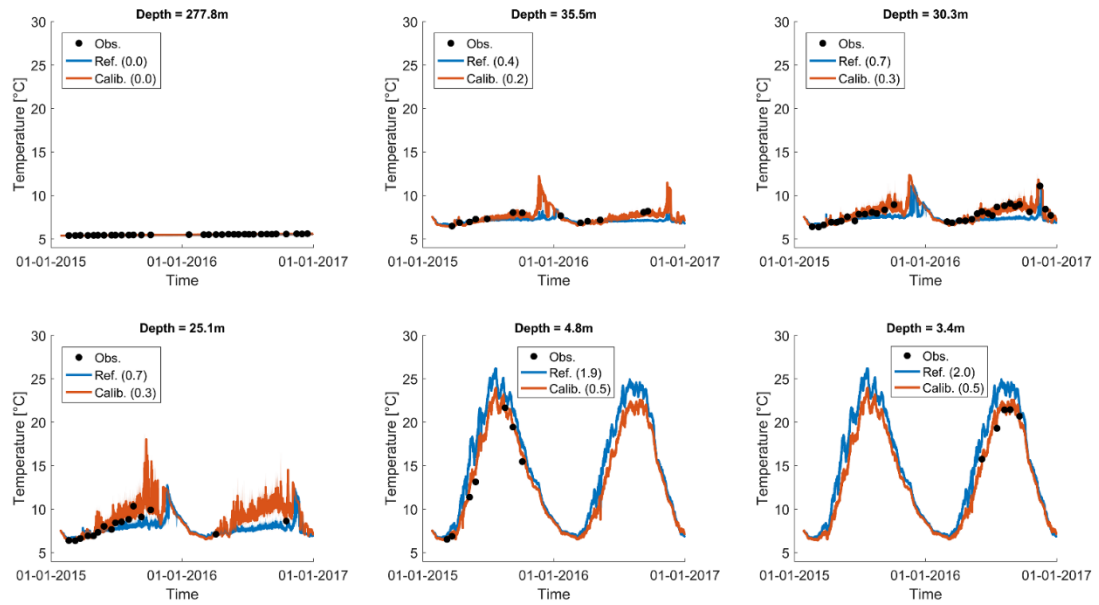 Depth = 277.8m
30
25
20
15
10
5
Temperature [°C]
Obs.
Ref. (0.0)
Calib. (0.0)
01-01-2015
01-01-2016
01-01-2017
Time
Depth = 35.5m
30
25
20
15
10
5
Temperature [°C]
Obs.
Ref. (0.4)
Calib. (0.2)
01-01-2015
01-01-2016
01-01-2017
Time
Depth = 30.3m
30
25
20
15
10
5
Temperature [°C]
Obs.
Ref. (0.7)
Calib. (0.3)
01-01-2015
01-01-2016
01-01-2017
Time
Depth = 25.1m
30
25
20
15
10
5
Temperature [°C]
Obs.
Ref. (0.7)
Calib. (0.3)
01-01-2015
01-01-2016
01-01-2017
Time
Depth = 4.8m
30
25
20
15
10
5
Temperature [°C]
Obs.
Ref. (1.9)
Calib. (0.5)
01-01-2015
01-01-2016
01-01-2017
Time
Depth = 3.4m
30
25
20
15
10
5
Temperature [°C]
Obs.
Ref. (2.0)
Calib. (0.5)
01-01-2015
01-01-2016
01-01-2017
Time